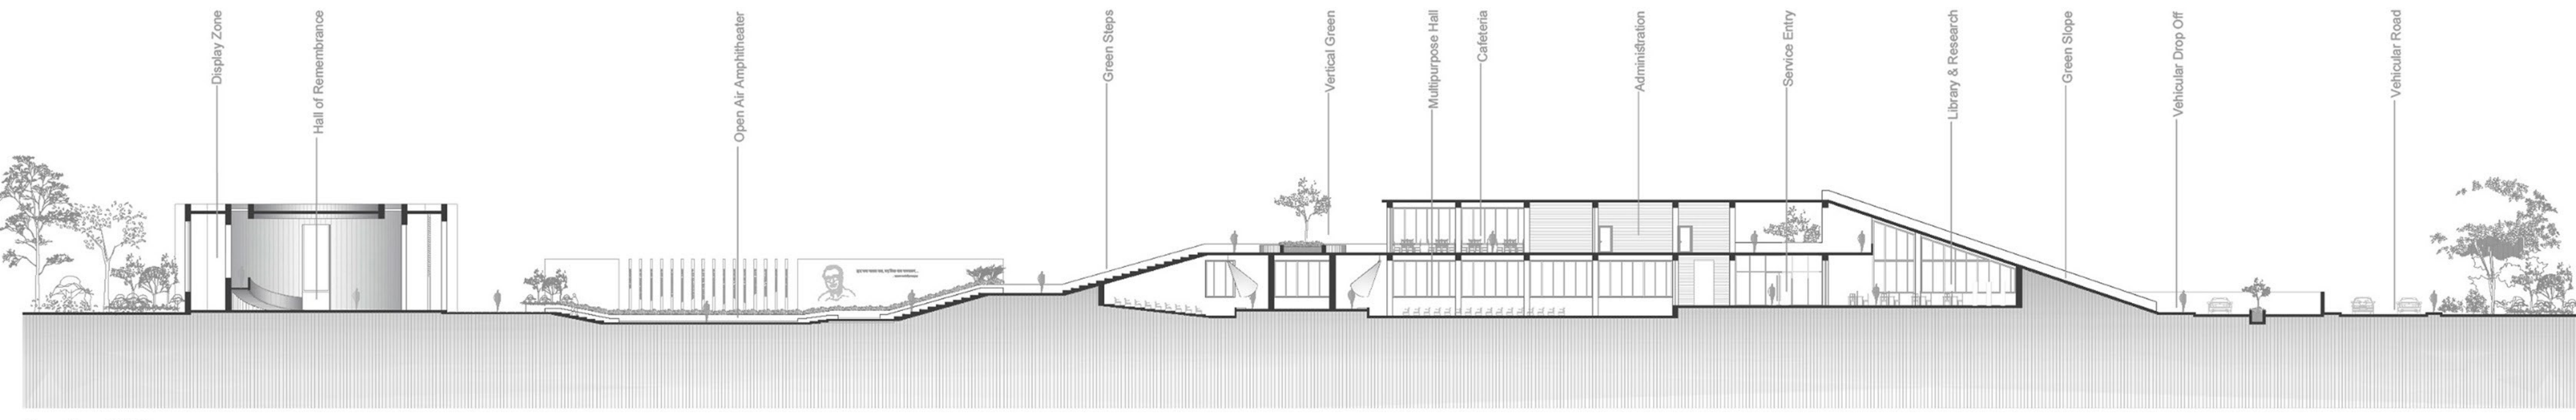 Display Zone
Hall of Remembrance
Open Air Amphitheater
Green Steps
Vertical Green
Multipurpose Hall
Cafeteria
Administration
Service Entry
Library & Research
Green Slope
Vehicular Drop Off
Vehicular Road